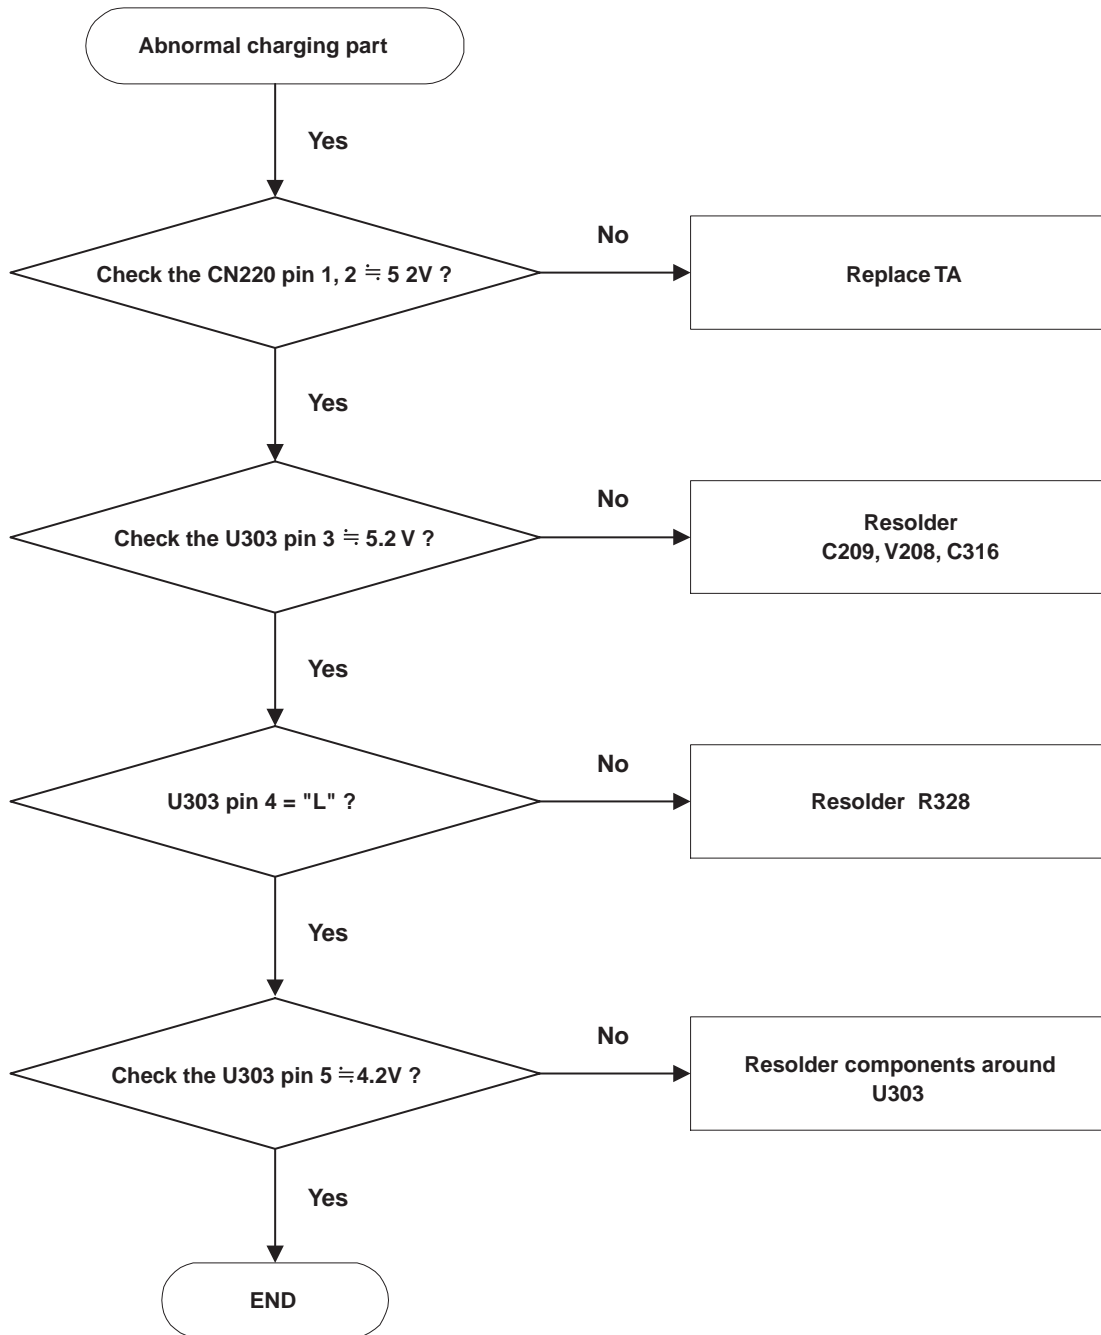 Abnormal charging part
Yes
Check the CN220 pin 1, 2 ≒ 5 2V ?
No
Replace TA
Yes
Check the U303 pin 3 ≒ 5.2 V ?
No
Resolder
C209, V208, C316
Yes
U303 pin 4 = "L" ?
No
Resolder R328
Yes
Check the U303 pin 5 ≒4.2V ?
No
Resolder components around
U303
Yes
END